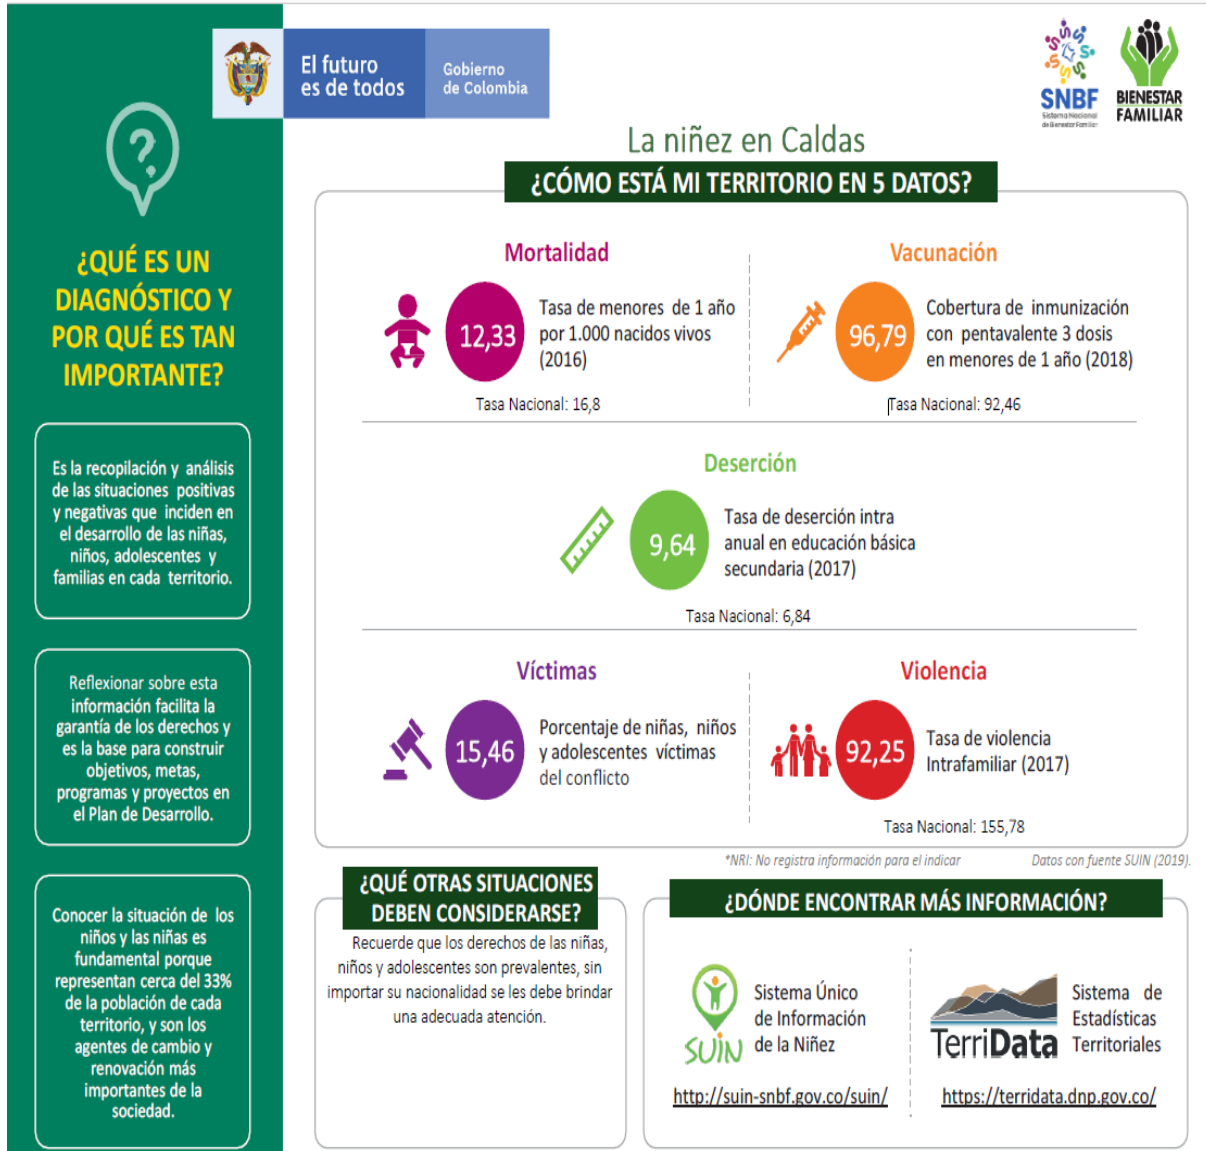 El futuro
es de todos
Gobierno
de Colombia
SNBF
Sistema Nacional
de Bienestar Familiar
BIENESTAR
FAMILIAR
¿QUÉ ES UN
DIAGNÓSTICO Y
POR QUÉ ES TAN
IMPORTANTE?
Es la recopilación y análisis
de las situaciones positivas
y negativas que inciden en
el desarrollo de las niñas,
niños, adolescentes y
familias en cada territorio.
Reflexionar sobre esta
información facilita la
garantía de los derechos y
es la base para construir
objetivos, metas,
programas y proyectos en
el Plan de Desarrollo.
Conocer la situación de los
niños y las niñas es
fundamental porque
representan cerca del 33%
de la población de cada
territorio, y son los
agentes de cambio y
renovación más
importantes de la
sociedad.
La niñez en Caldas
¿CÓMO ESTÁ MI TERRITORIO EN 5 DATOS?
Mortalidad
12,33
Tasa de menores de 1 año
por 1.000 nacidos vivos
(2016)
Tasa Nacional: 16,8
Vacunación
96,79
Cobertura de inmunización
con pentavalente 3 dosis
en menores de 1 año (2018)
Tasa Nacional: 92,46
Deserción
9,64
Tasa de deserción intra
anual en educación básica
secundaria (2017)
Tasa Nacional: 6,84
Víctimas
15,46
Porcentaje de niñas, niños
y adolescentes víctimas
del conflicto
Violencia
92,25
Tasa de violencia
Intrafamiliar (2017)
Tasa Nacional: 155,78
*NRI: No registra información para el indicar
Datos con fuente SUIN (2019).
¿QUÉ OTRAS SITUACIONES
DEBEN CONSIDERARSE?
Recuerde que los derechos de las niñas,
niños y adolescentes son prevalentes, sin
importar su nacionalidad se les debe brindar
una adecuada atención.
¿DÓNDE ENCONTRAR MÁS INFORMACIÓN?
SUIN
Sistema Único
de Información
de la Niñez
http://suin-snbf.gov.co/suin/
TerriData
Sistema de
Estadísticas
Territoriales
https://terridata.dnp.gov.co/